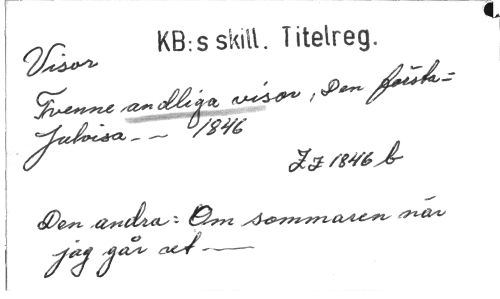 KB:s skill. Titelreg.
Visor
Tvenne andliga visor, Den första=
Julvisa - - 1846
ZZ 1846 b
Den andra: Om sommaren när
jag går ut —